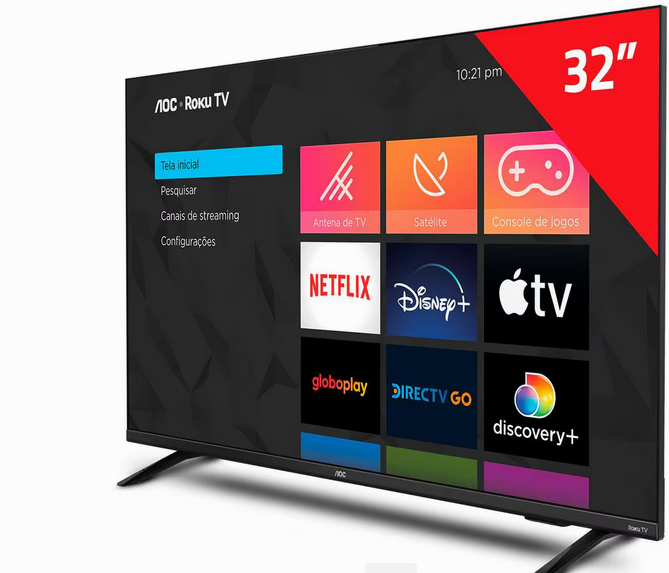 32"
10:21 pm
AOC • Roku TV
Tela inicial
Pesquisar
Canais de streaming
Configurações
Antena de TV
Satélite
Console de jogos
NETFLIX
Disney+
tv
globoplay
DIRECTV GO
discovery+
AOC
Roku TV